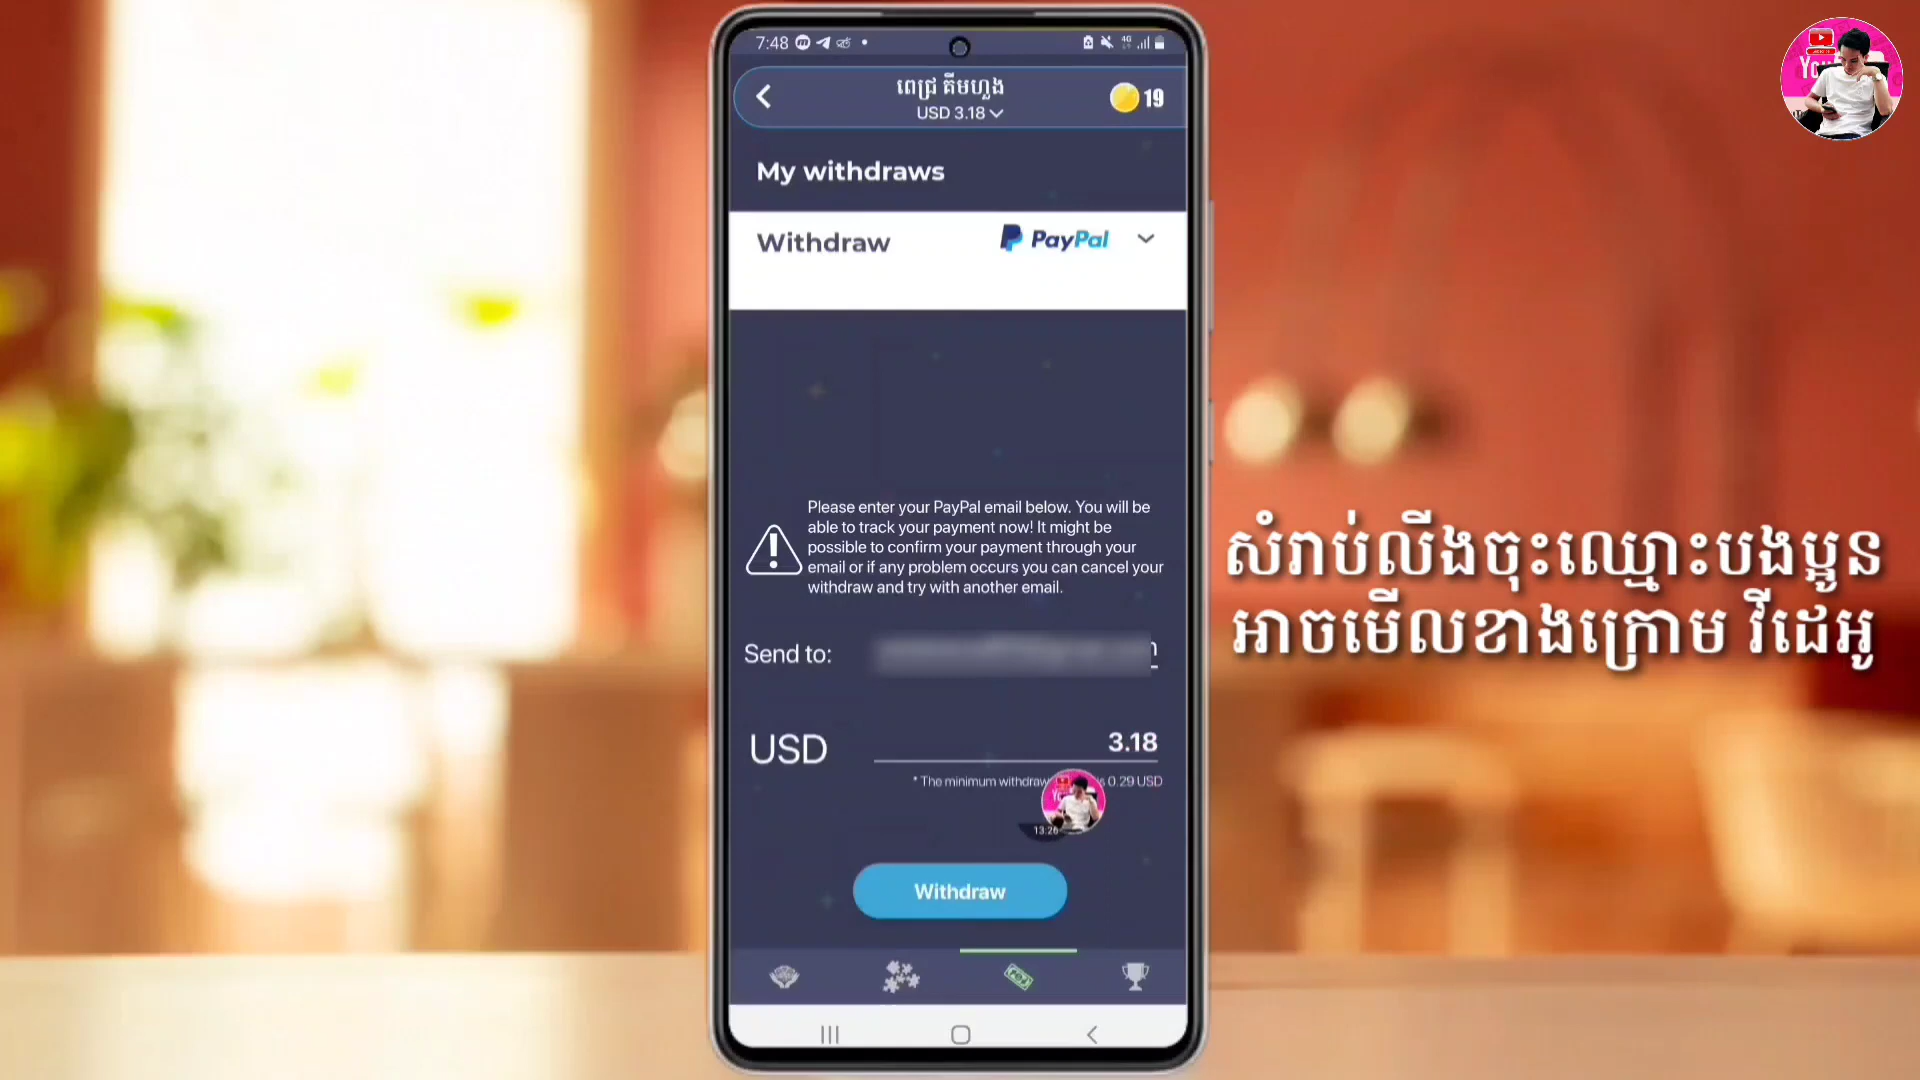 7:48
ពេជ្រ គឹមហួង
USD 3.18
19
My withdraws
Withdraw
PayPal
Please enter your PayPal email below. You will be
able to track your payment now! It might be
possible to confirm your payment through your
email or if any problem occurs you can cancel your
withdraw and try with another email.
Send to:
USD
3.18
* The minimum withdraw
0.29 USD
13:26
Withdraw
សំរាប់លីងចុះឈ្មោះបងប្អូន
អាចមើលខាងក្រោម វីដេអូ